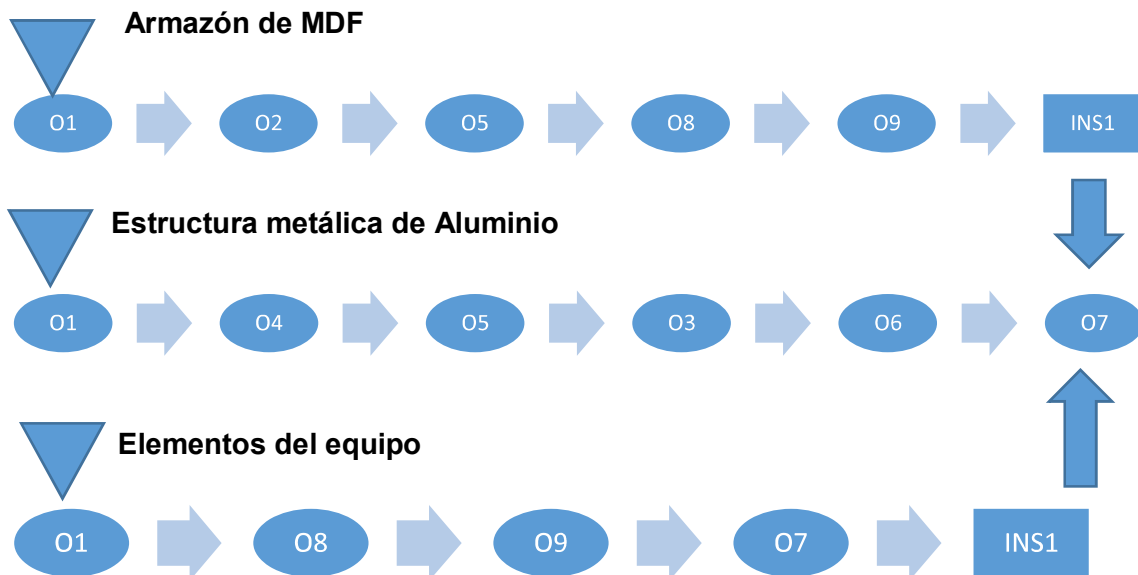 Armazón de MDF
O1 O2 O5 O8 O9 INS1
Estructura metálica de Aluminio
O1 O4 O5 O3 O6 O7
Elementos del equipo
O1 O8 O9 O7 INS1